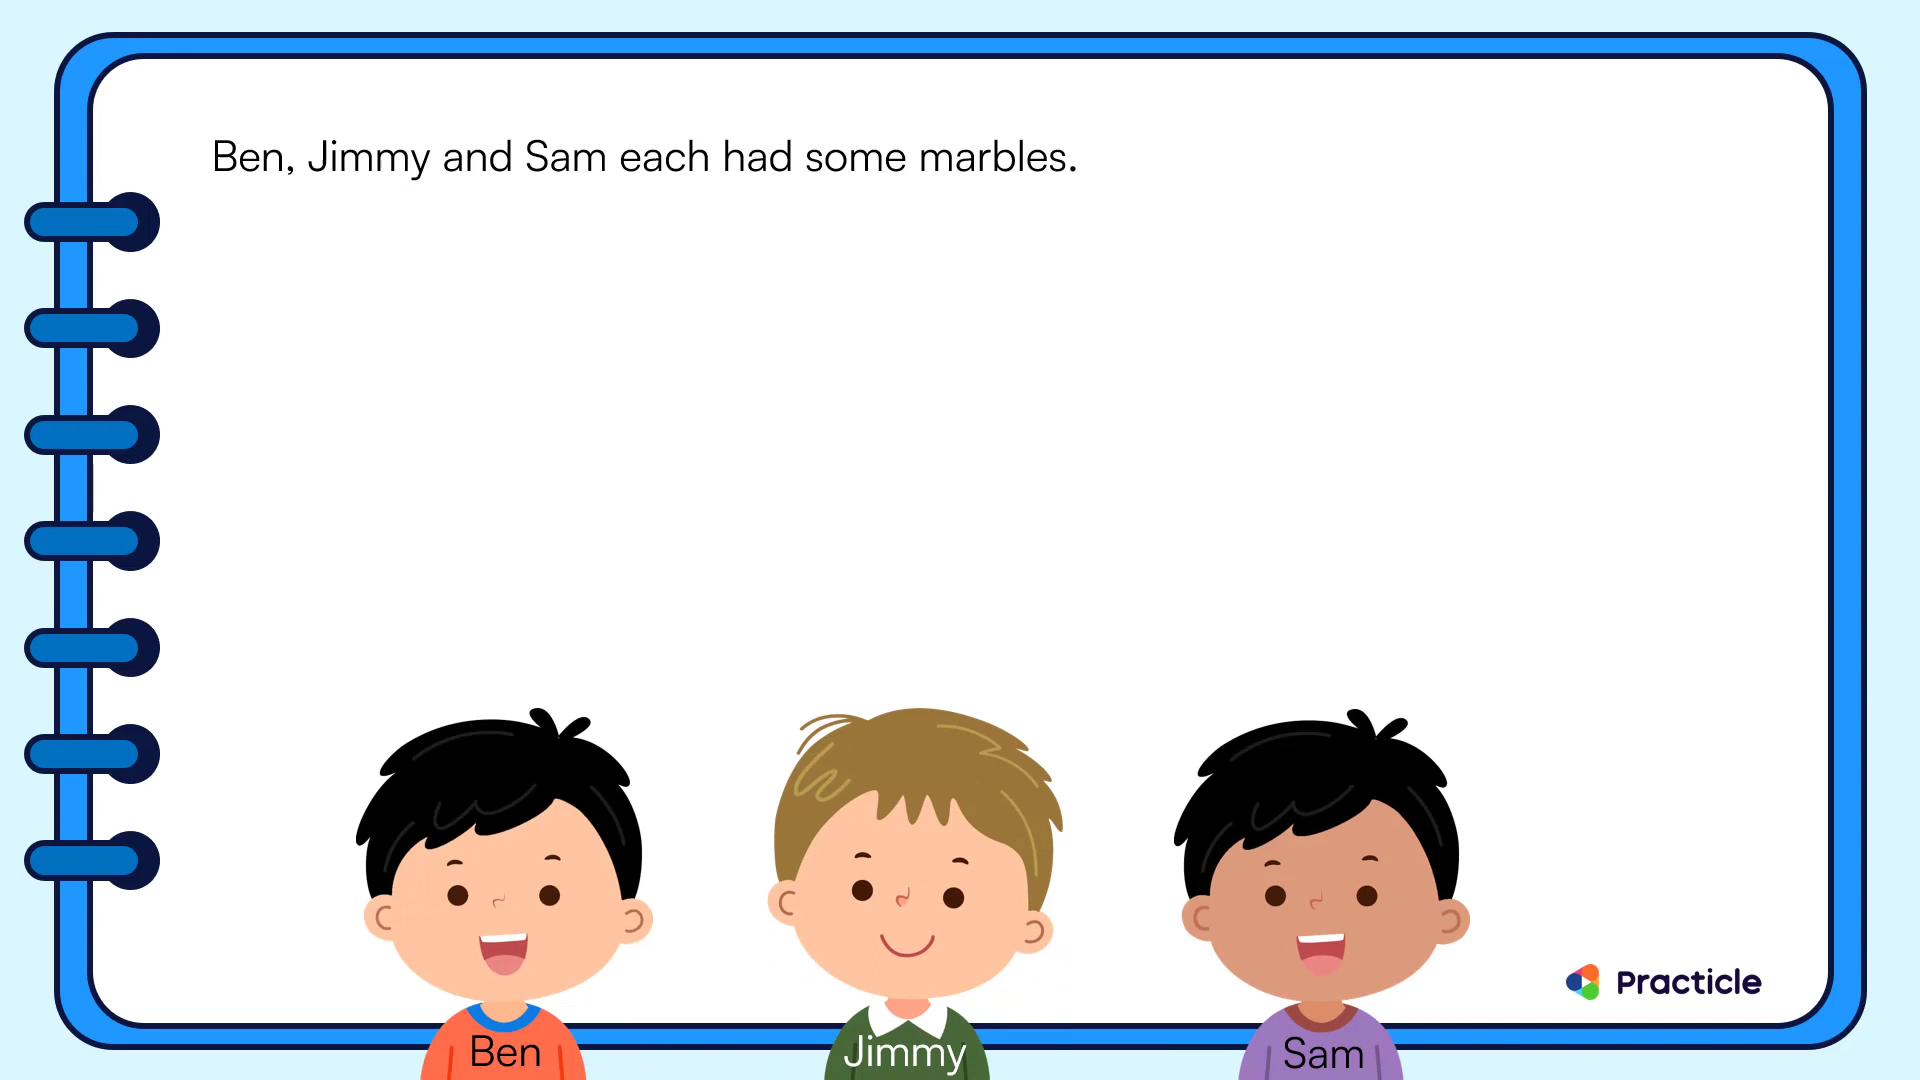 Ben, Jimmy and Sam each had some marbles.
Practicle
Ben
Jimmy
Sam